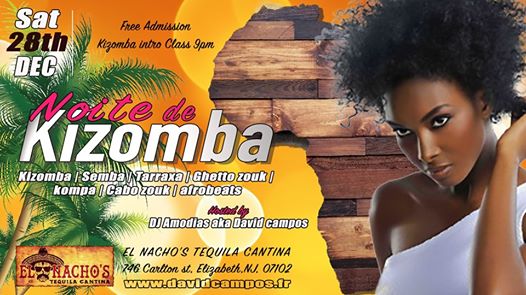 Sat
28th
DEC
Free Admission
Kizomba intro Class 9pm
Noite de
Kizomba
Kizomba | Semba | Tarraxa | Ghetto zouk |
kompa | Cabo zouk | afrobeats
Hosted by
DJ Amodias aka David campos
EL NACHO'S
TEQUILA CANTINA
EL NACHO'S TEQUILA CANTINA
746 Carlton st, Elizabeth,NJ, 07102
www.davidcampos.fr